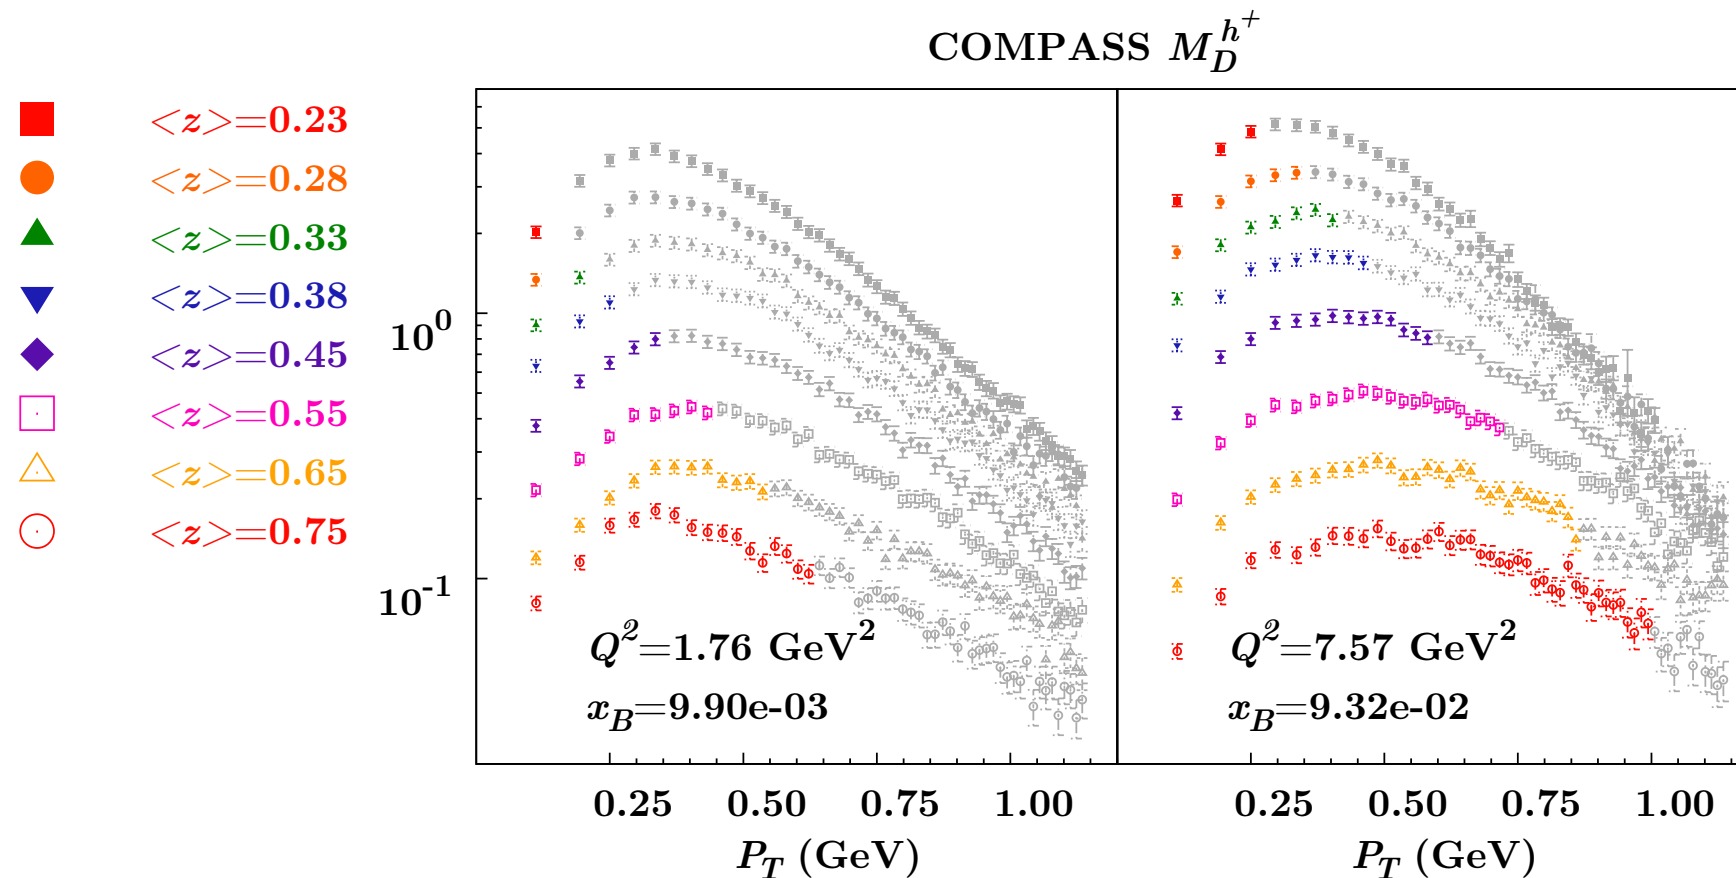 COMPASS M_D^{h^+}
<z>=0.23
<z>=0.28
<z>=0.33
<z>=0.38
<z>=0.45
<z>=0.55
<z>=0.65
<z>=0.75
10^0
10^-1
Q^2=1.76 GeV^2
x_B=9.90e-03
Q^2=7.57 GeV^2
x_B=9.32e-02
0.25 0.50 0.75 1.00
0.25 0.50 0.75 1.00
P_T (GeV)
P_T (GeV)